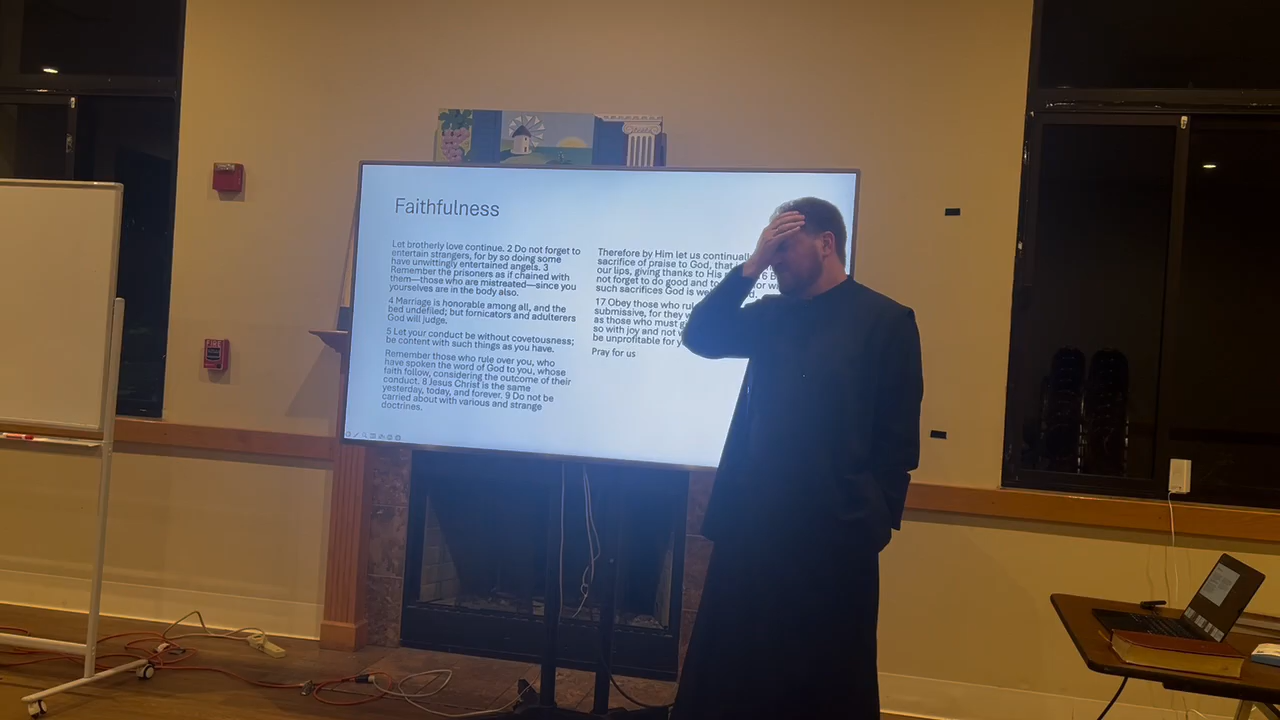 Faithfulness
Let brotherly love continue. 2 Do not forget to
entertain strangers, for by so doing some
have unwittingly entertained angels. 3
Remember the prisoners as if chained with
them—those who are mistreated—since you
yourselves are in the body also.
4 Marriage is honorable among all, and the
bed undefiled; but fornicators and adulterers
God will judge.
5 Let your conduct be without covetousness;
be content with such things as you have.
Remember those who rule over you, who
have spoken the word of God to you, whose
faith follow, considering the outcome of their
conduct. 8 Jesus Christ is the same
yesterday, today, and forever. 9 Do not be
carried about with various and strange
doctrines.
Therefore by Him let us continually
sacrifice of praise to God, that
our lips, giving thanks to His
not forget to do good and to
such sacrifices God is
17 Obey those who
submissive, for they
as those who must
so with joy and not
be unprofitable for
Pray for us
FIRE